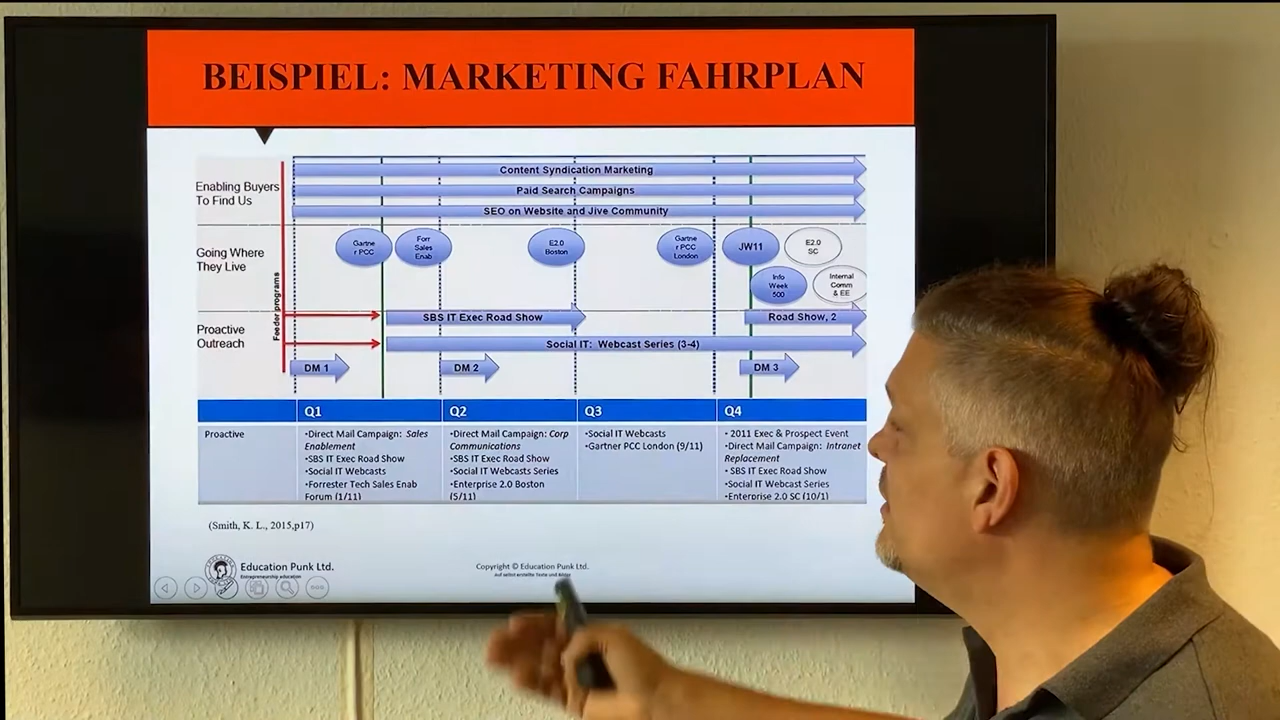 BEISPIEL: MARKETING FAHRPLAN
Content Syndication Marketing
Enabling Buyers
To Find Us
Paid Search Campaigns
SEO on Website and Jive Community
Going Where
They Live
Gartne
r PCC
Forr
Sales
Enab
E2.0
Boston
Gartne
r PCC
London
JW11
E2.0
SC
Info
Week
500
Internal
Comm
& EE
Feeder programs
Proactive
Outreach
SBS IT Exec Road Show
Road Show, 2
Social IT: Webcast Series (3-4)
DM 1
DM 2
DM 3
Q1
Q2
Q3
Q4
Proactive
•Direct Mail Campaign: Sales
Enablement
•SBS IT Exec Road Show
•Social IT Webcasts
•Forrester Tech Sales Enab
Forum (1/11)
•Direct Mail Campaign: Corp
Communications
•SBS IT Exec Road Show
•Social IT Webcasts Series
•Enterprise 2.0 Boston
(5/11)
•Social IT Webcasts
•Gartner PCC London (9/11)
• 2011 Exec & Prospect Event
•Direct Mail Campaign: Intranet
Replacement
• SBS IT Exec Road Show
•Social IT Webcast Series
•Enterprise 2.0 SC (10/1)
(Smith, K. L., 2015,p17)
Education Punk Ltd.
Entrepreneurship education
Copyright © Education Punk Ltd.
auf selbst erstellte Texte und Bilder